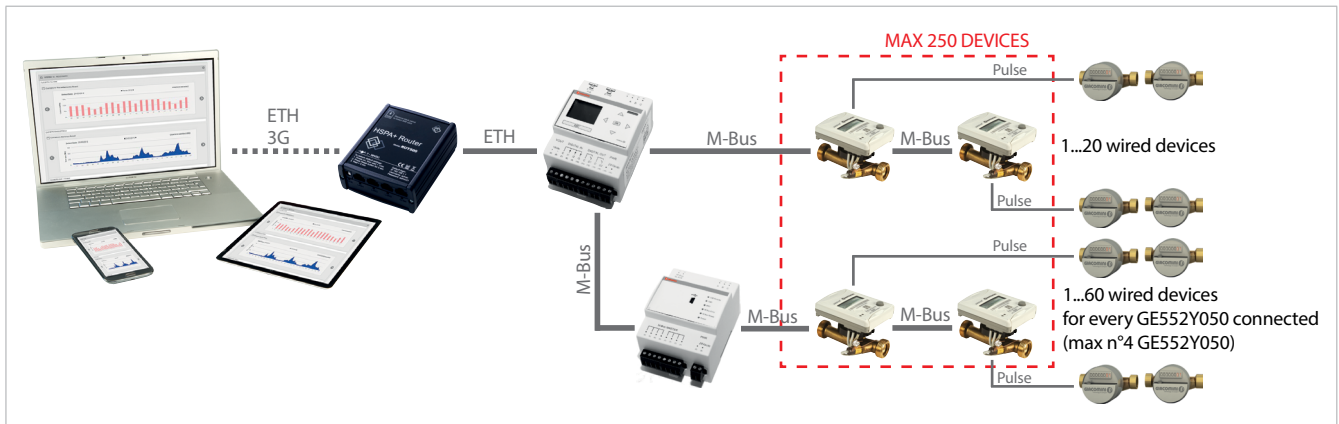 MAX 250 DEVICES
Pulse
ETH
3G
HSPA+ Router
ETH
M-Bus
M-Bus
1...20 wired devices
Pulse
M-Bus
Pulse
M-Bus
M-Bus
1...60 wired devices
for every GE552Y050 connected
(max n°4 GE552Y050)
Pulse